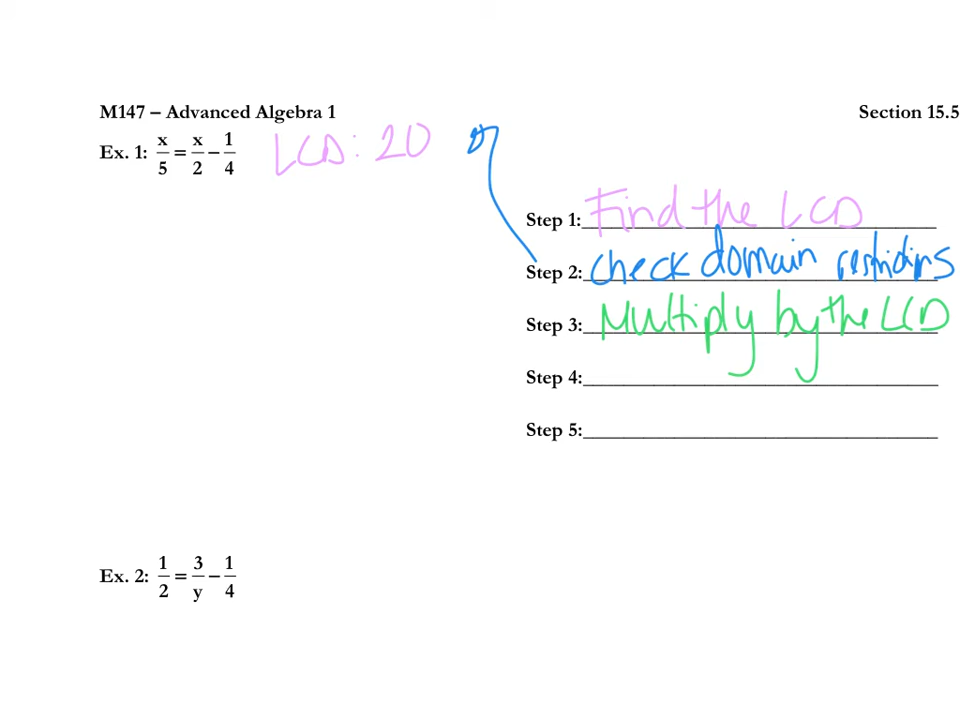 M147 – Advanced Algebra 1 Section 15.5
Ex. 1: x/5 = x/2 − 1/4 LCD: 20
Step 1: Find the LCD
Step 2: Check domain restrictions
Step 3: Multiply by the LCD
Step 4:
Step 5:
Ex. 2: 1/2 = 3/y − 1/4